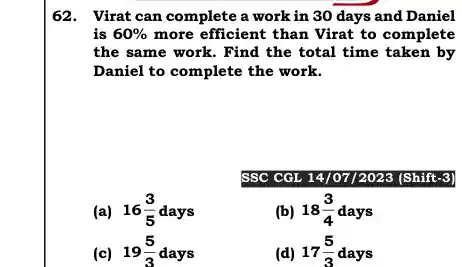 62. Virat can complete a work in 30 days and Daniel
is 60% more efficient than Virat to complete
the same work. Find the total time taken by
Daniel to complete the work.
SSC CGL 14/07/2023 (Shift-3)
(a) 16 3/5 days (b) 18 3/4 days
(c) 19 5/3 days (d) 17 5/3 days